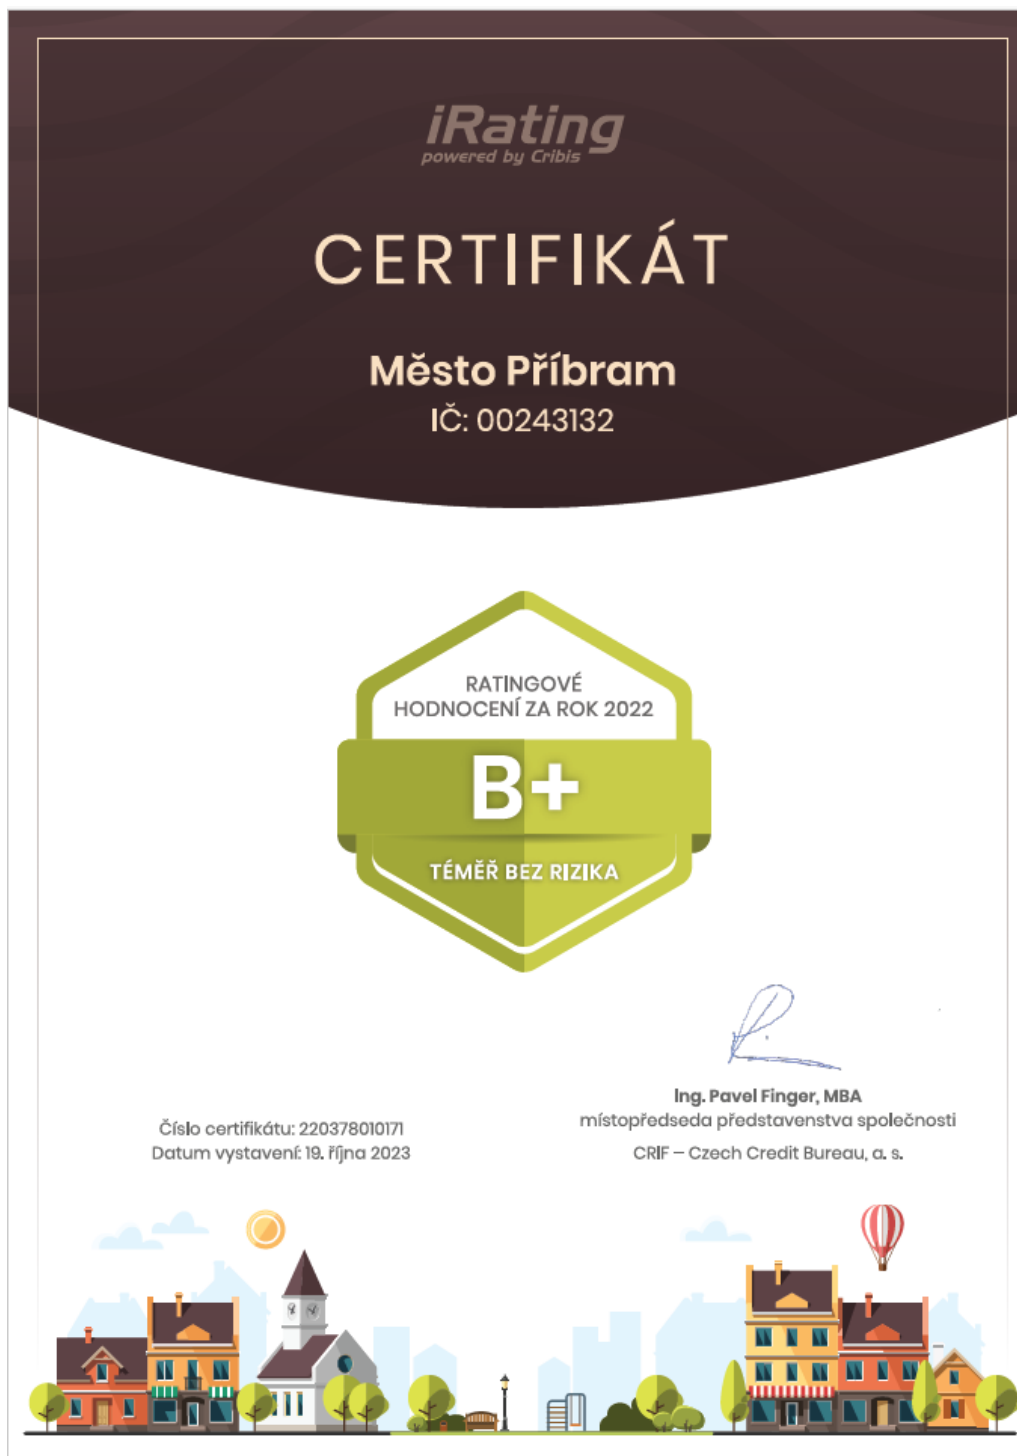 iRating
powered by Cribis
CERTIFIKÁT
Město Příbram
IČ: 00243132
RATINGOVÉ
HODNOCENÍ ZA ROK 2022
B+
TÉMĚŘ BEZ RIZIKA
Ing. Pavel Finger, MBA
místopředseda představenstva společnosti
CRIF – Czech Credit Bureau, a. s.
Číslo certifikátu: 220378010171
Datum vystavení: 19. října 2023